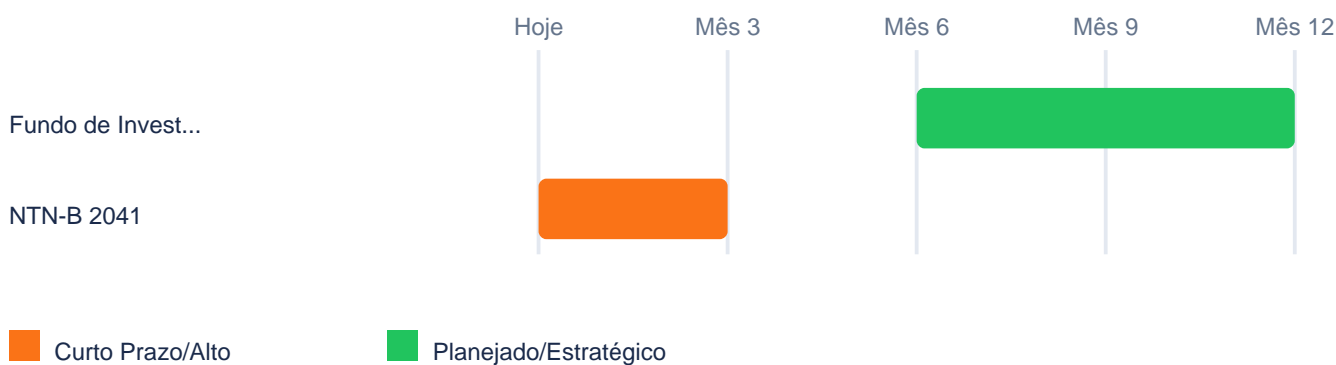 Hoje Mês 3 Mês 6 Mês 9 Mês 12
Fundo de Invest...
NTN-B 2041
Curto Prazo/Alto Planejado/Estratégico